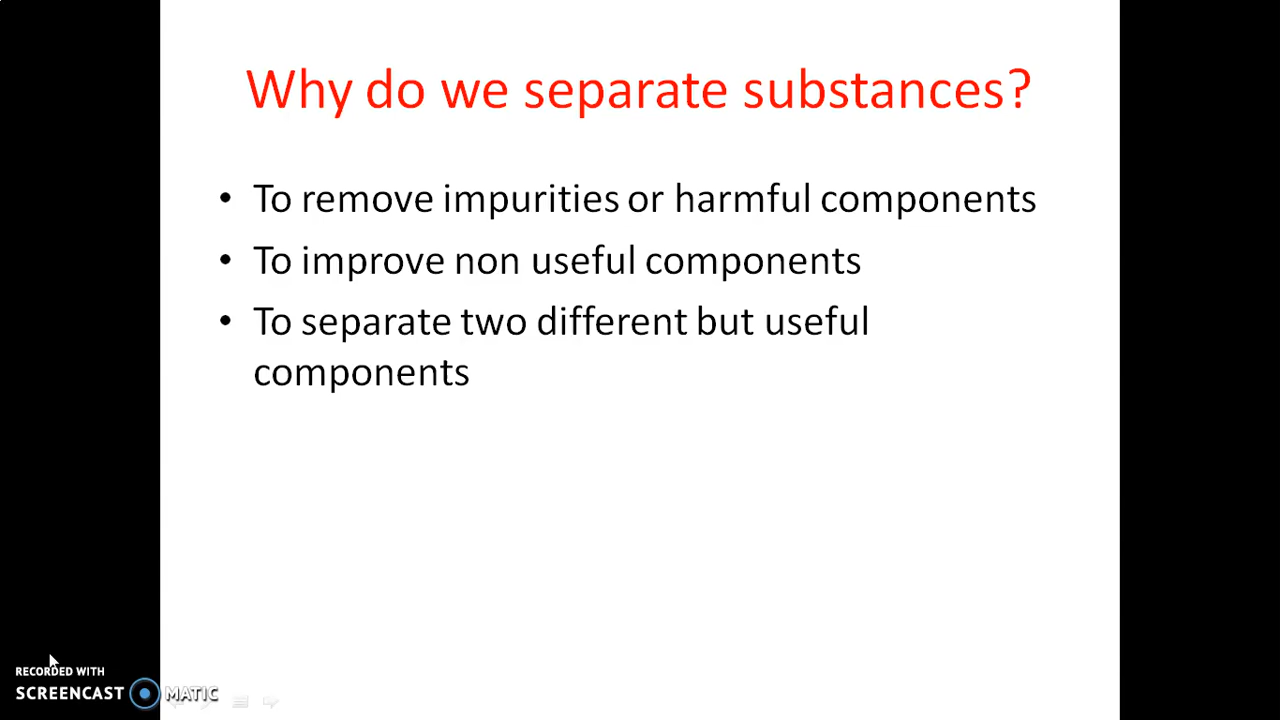 Why do we separate substances?
• To remove impurities or harmful components
• To improve non useful components
• To separate two different but useful
components
RECORDED WITH
SCREENCAST MATIC